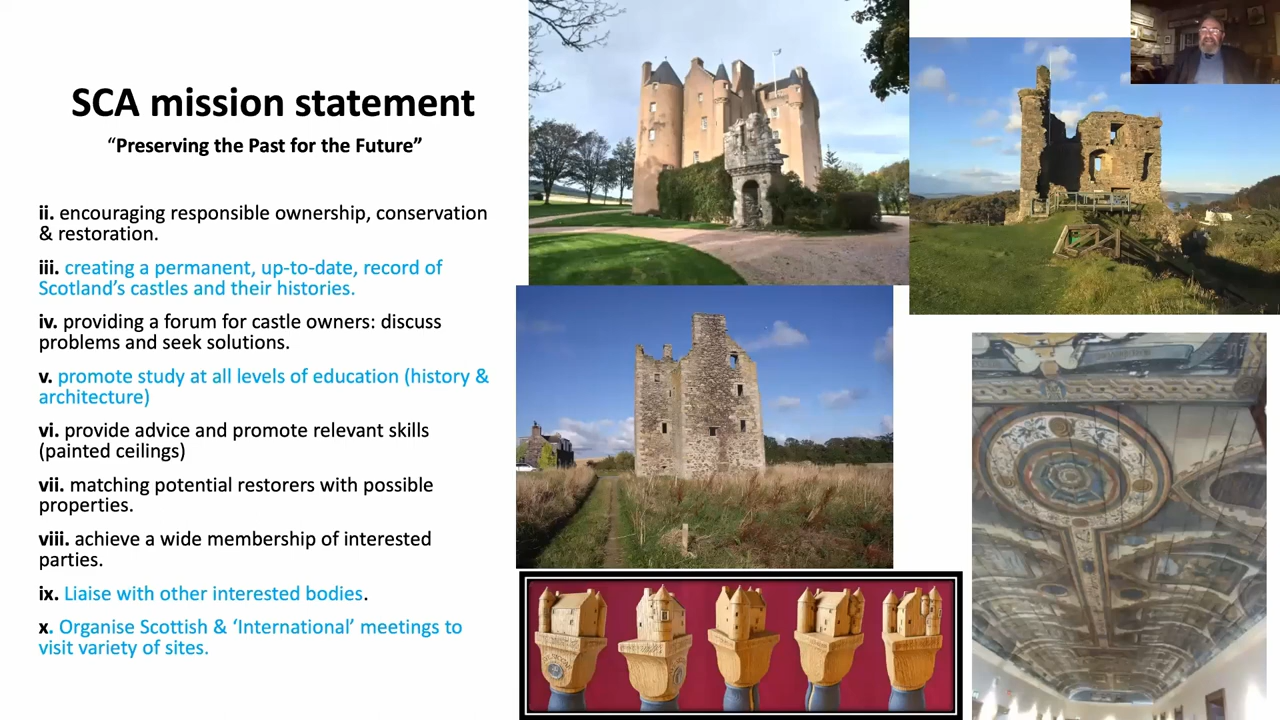 SCA mission statement
“Preserving the Past for the Future”
ii. encouraging responsible ownership, conservation
& restoration.
iii. creating a permanent, up-to-date, record of
Scotland’s castles and their histories.
iv. providing a forum for castle owners: discuss
problems and seek solutions.
v. promote study at all levels of education (history &
architecture)
vi. provide advice and promote relevant skills
(painted ceilings)
vii. matching potential restorers with possible
properties.
viii. achieve a wide membership of interested
parties.
ix. Liaise with other interested bodies.
x. Organise Scottish & ‘International’ meetings to
visit variety of sites.